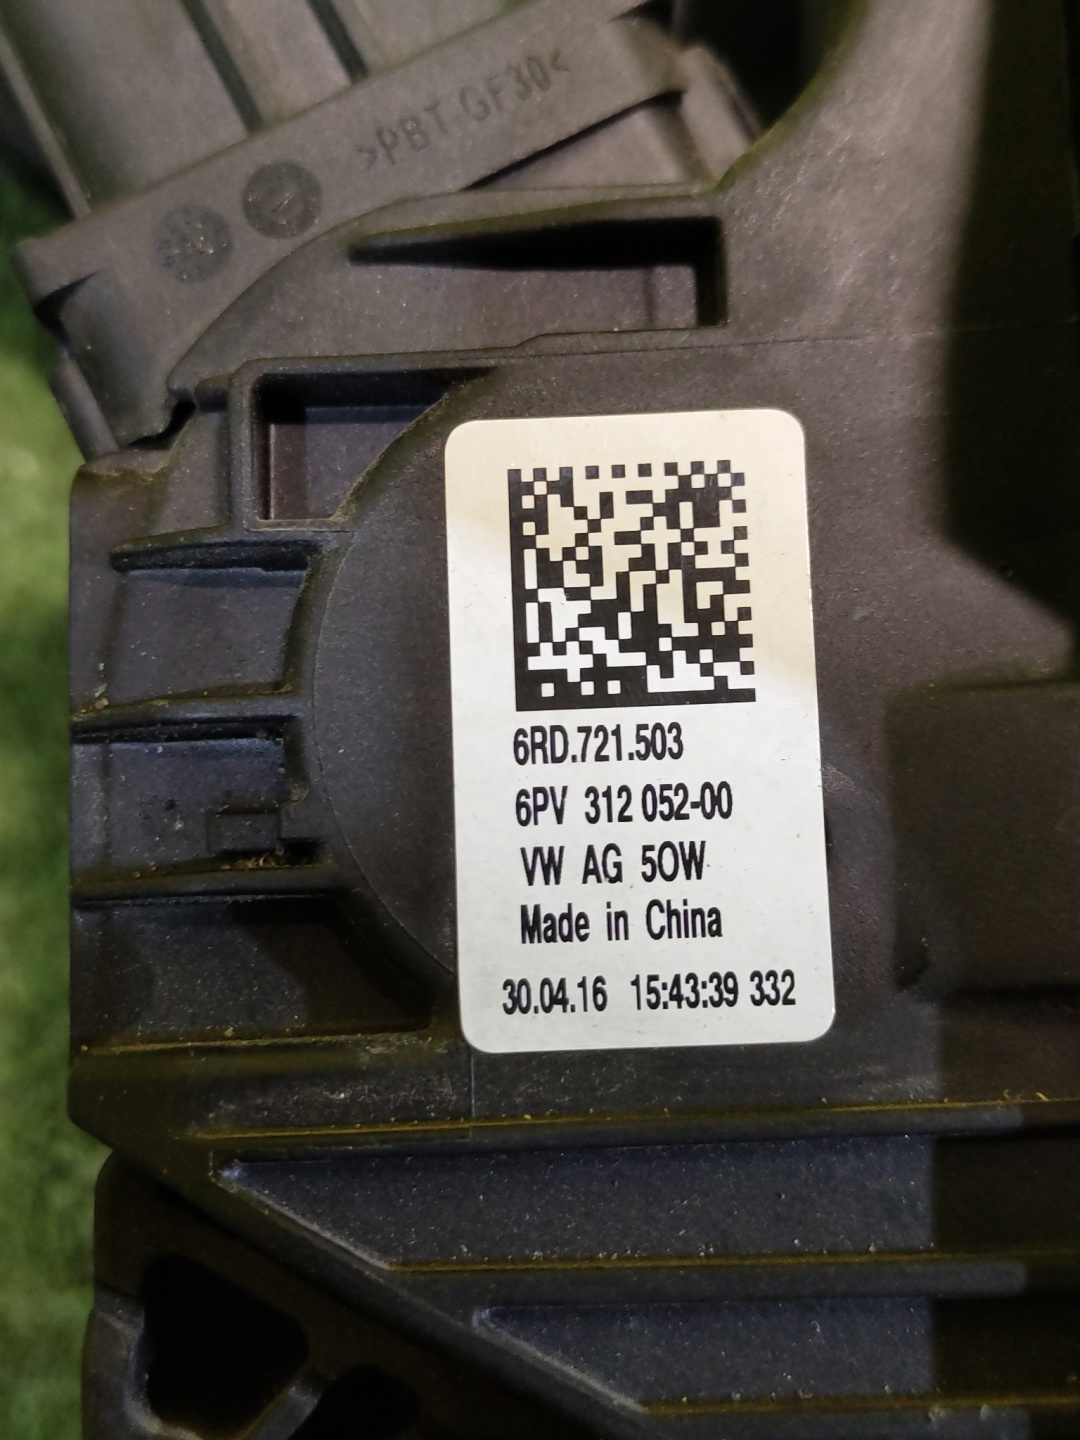 >PBT GF30<
6RD.721.503
6PV 312 052-00
VW AG 5OW
Made in China
30.04.16 15:43:39 332